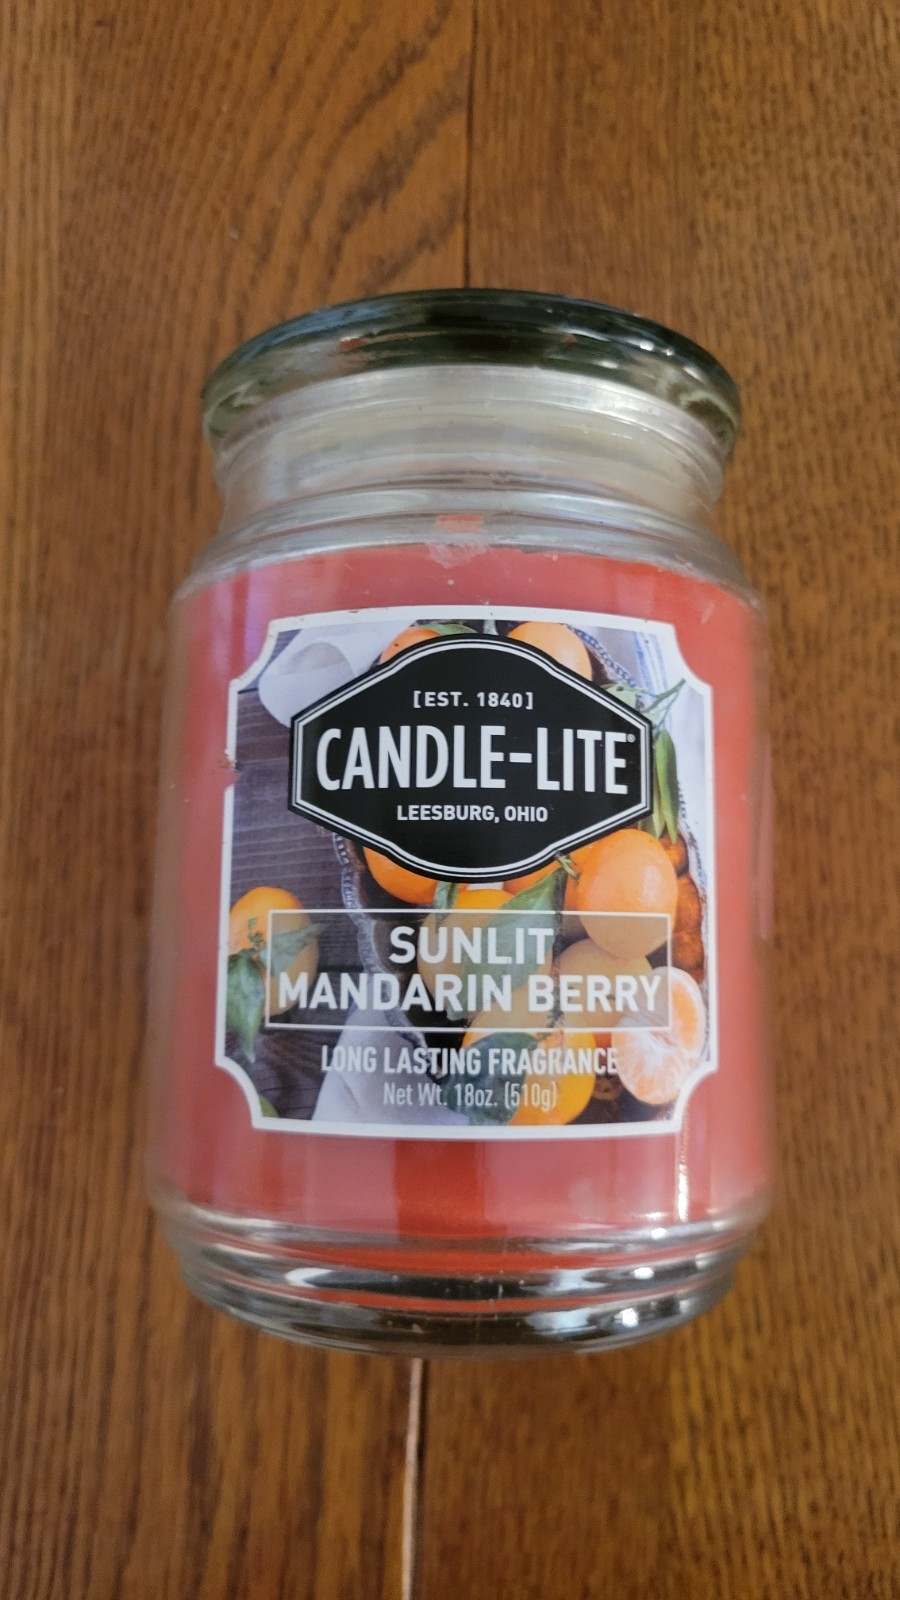 [EST. 1840]
CANDLE-LITE®
LEESBURG, OHIO
SUNLIT
MANDARIN BERRY
LONG LASTING FRAGRANCE
Net Wt. 18oz. (510g)